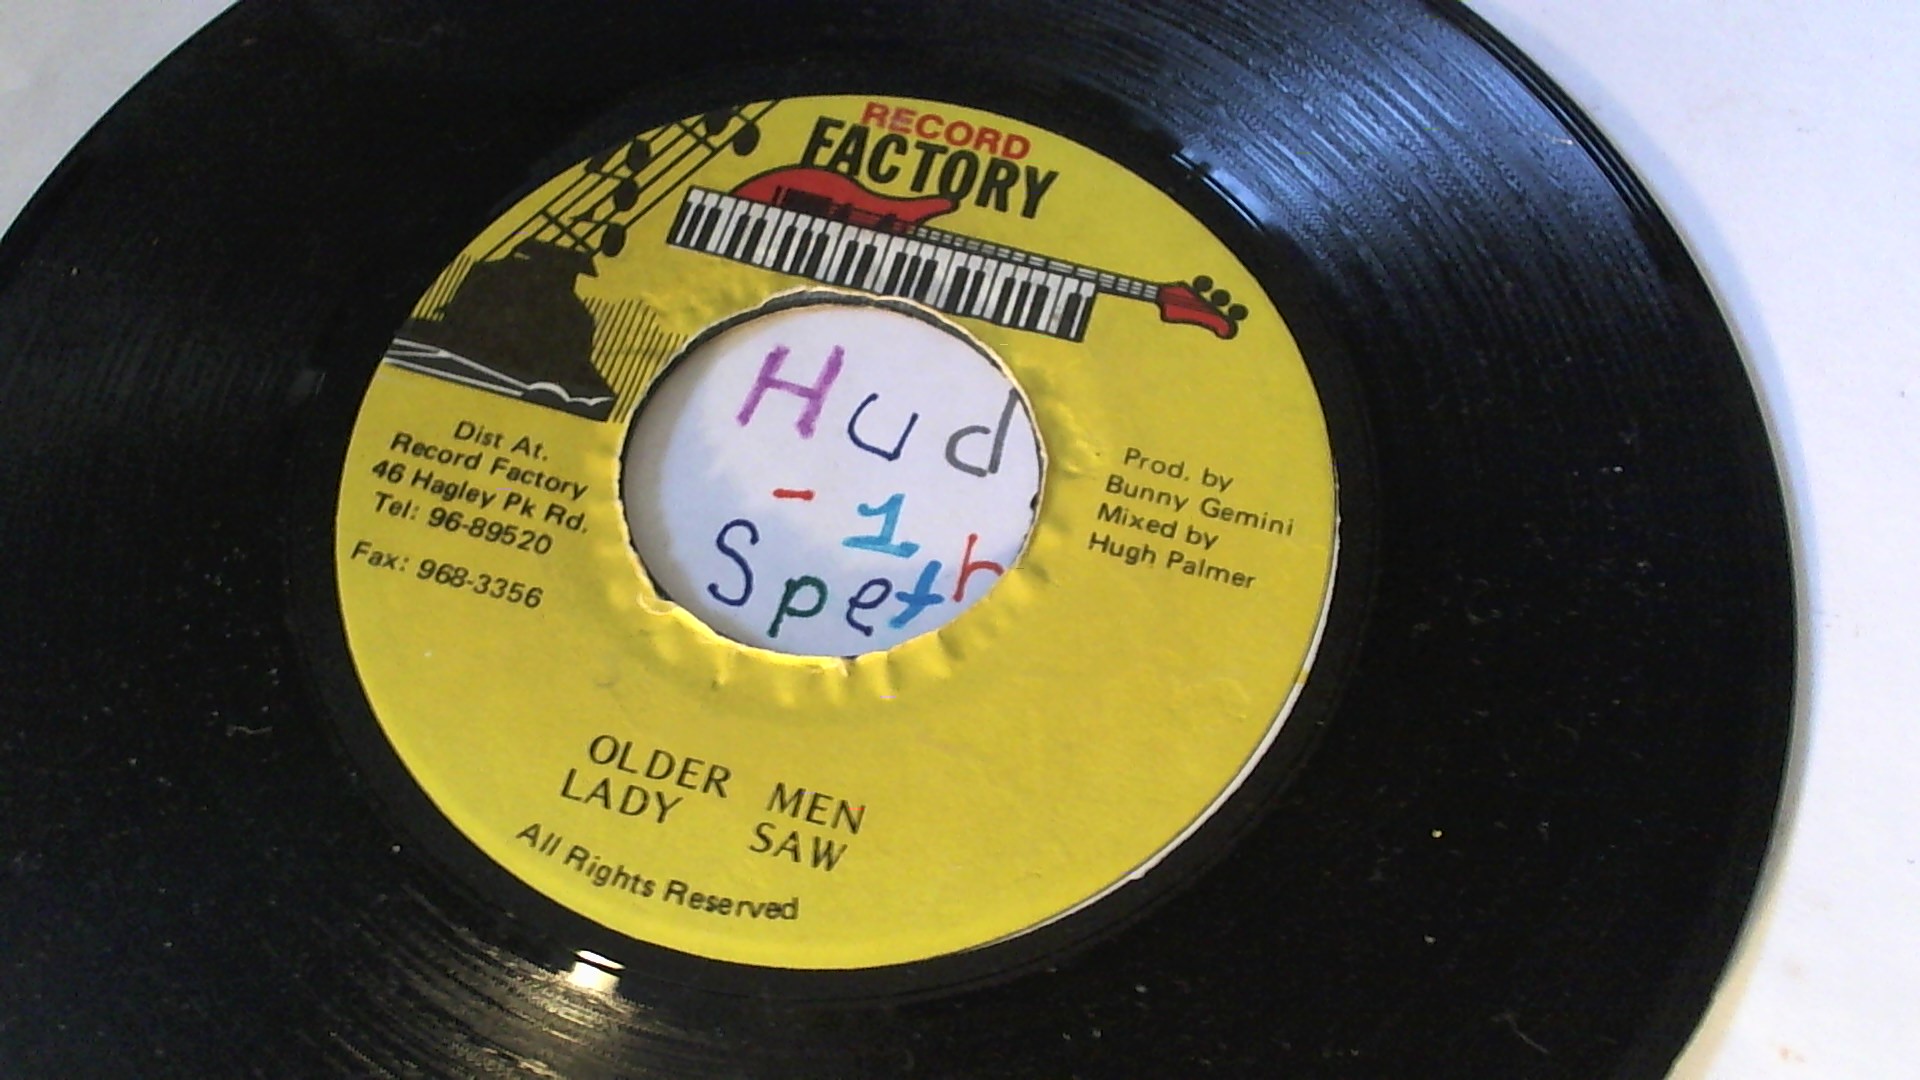 RECORD
FACTORY
Dist At.
Record Factory
46 Hagley Pk Rd.
Tel: 96-89520
Fax: 968-3356
Hud
- 1
Speth
Prod. by
Bunny Gemini
Mixed by
Hugh Palmer
OLDER MEN
LADY SAW
All Rights Reserved